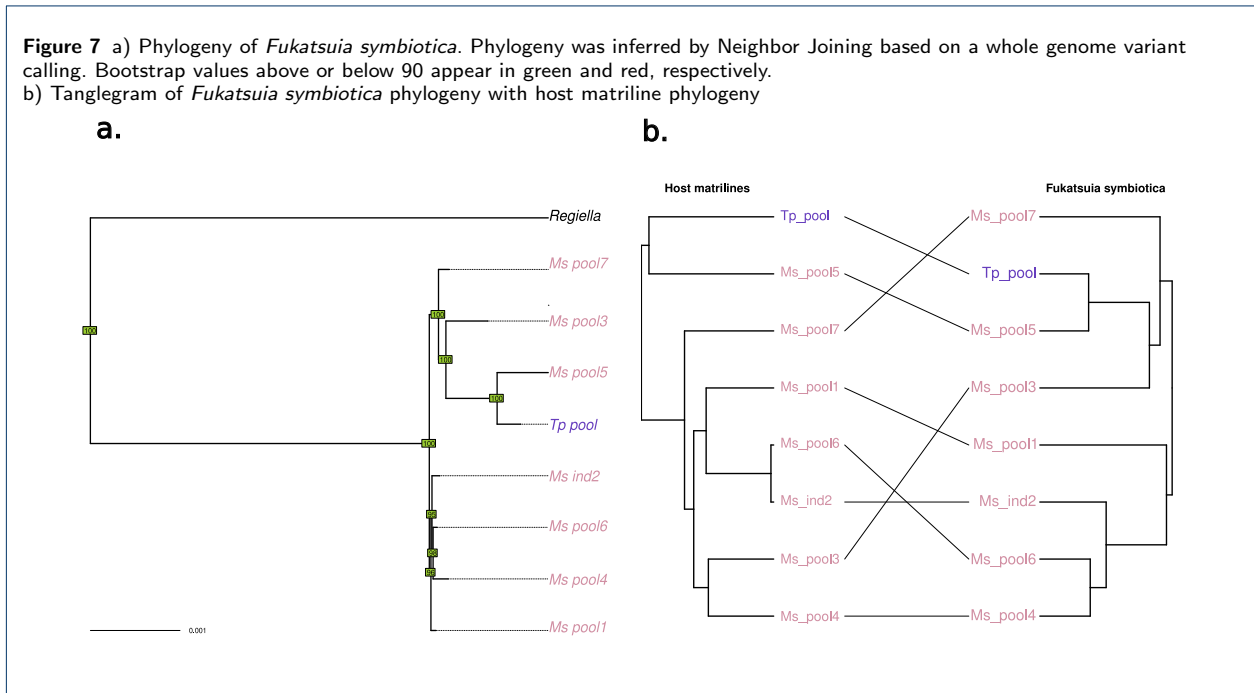 Figure 7 a) Phylogeny of Fukatsuia symbiotica. Phylogeny was inferred by Neighbor Joining based on a whole genome variant
calling. Bootstrap values above or below 90 appear in green and red, respectively.
b) Tanglegram of Fukatsuia symbiotica phylogeny with host matriline phylogeny
a.
Regiella
Ms pool7
Ms pool3
Ms pool5
Tp pool
Ms ind2
Ms pool6
Ms pool4
Ms pool1
100
100
100
100
100
95
96
0.001
b.
Host matrilines
Fukatsuia symbiotica
Tp_pool
Ms_pool5
Ms_pool7
Ms_pool1
Ms_pool6
Ms_ind2
Ms_pool3
Ms_pool4
Ms_pool7
Tp_pool
Ms_pool5
Ms_pool3
Ms_pool1
Ms_ind2
Ms_pool6
Ms_pool4